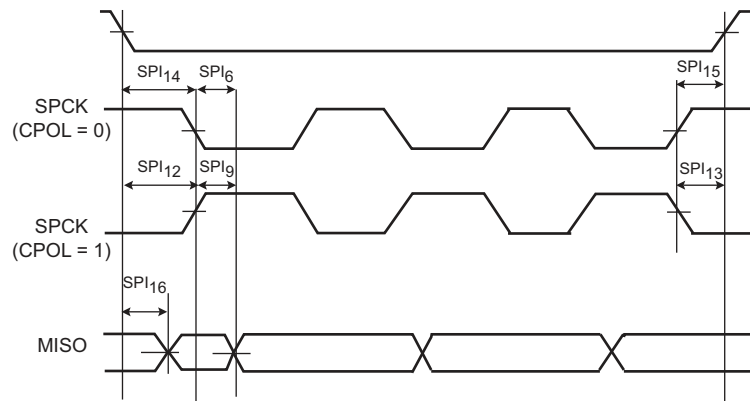 SPI14 SPI6 SPI15
SPCK
(CPOL = 0)
SPI12 SPI9 SPI13
SPCK
(CPOL = 1)
SPI16
MISO